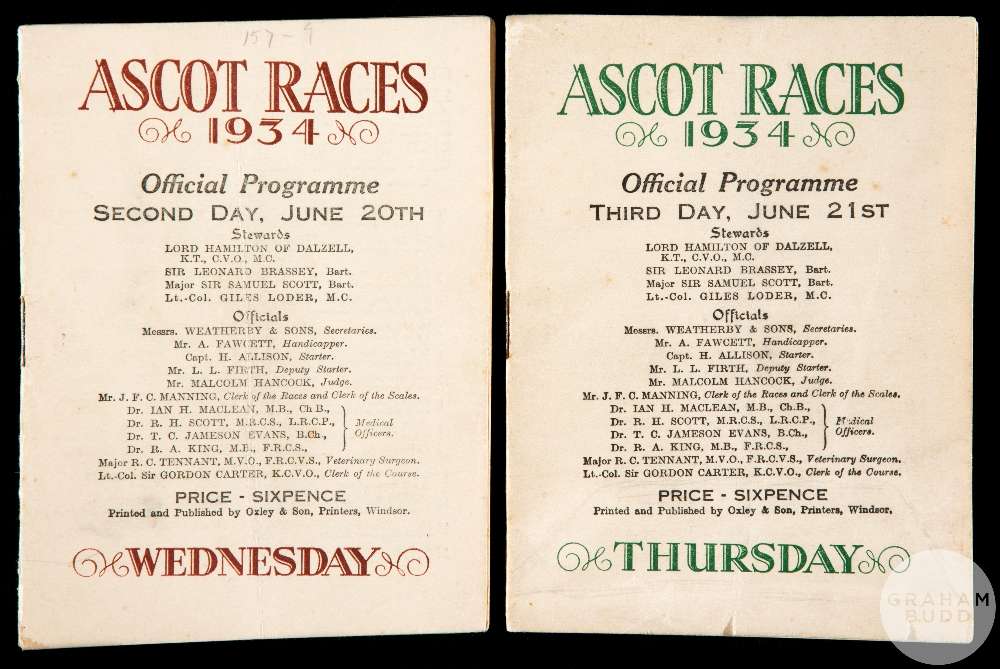 157 - 9
ASCOT RACES
1934
Official Programme
SECOND DAY, JUNE 20TH
Stewards
LORD HAMILTON OF DALZELL,
K.T., C.V.O., M.C.
SIR LEONARD BRASSEY, Bart.
Major SIR SAMUEL SCOTT, Bart.
Lt.-Col. GILES LODER, M.C.
Officials
Messrs. WEATHERBY & SONS, Secretaries.
Mr. A. FAWCETT, Handicapper.
Capt. H. ALLISON, Starter.
Mr. L. L. FIRTH, Deputy Starter.
Mr. MALCOLM HANCOCK, Judge.
Mr. J. F. C. MANNING, Clerk of the Races and Clerk of the Scales.
Dr. IAN H. MACLEAN, M.B., Ch.B.,
Dr. R. H. SCOTT, M.R.C.S., L.R.C.P.,
Dr. T. C. JAMESON EVANS, B.Ch.,
Dr. R. A. KING, M.B., F.R.C.S.,
Medical
Officers.
Major R. C. TENNANT, M.V.O., F.R.C.V.S., Veterinary Surgeon.
Lt.-Col. Sir GORDON CARTER, K.C.V.O., Clerk of the Course.
PRICE - SIXPENCE
Printed and Published by Oxley & Son, Printers, Windsor.
WEDNESDAY
ASCOT RACES
1934
Official Programme
THIRD DAY, JUNE 21ST
Stewards
LORD HAMILTON OF DALZELL,
K.T., C.V.O., M.C.
SIR LEONARD BRASSEY, Bart.
Major SIR SAMUEL SCOTT, Bart.
Lt.-Col. GILES LODER, M.C.
Officials
Messrs. WEATHERBY & SONS, Secretaries.
Mr. A. FAWCETT, Handicapper.
Capt. H. ALLISON, Starter.
Mr. L. L. FIRTH, Deputy Starter.
Mr. MALCOLM HANCOCK, Judge.
Mr. J. F. C. MANNING, Clerk of the Races and Clerk of the Scales.
Dr. IAN H. MACLEAN, M.B., Ch.B.,
Dr. R. H. SCOTT, M.R.C.S., L.R.C.P.,
Dr. T. C. JAMESON EVANS, B.Ch.,
Dr. R. A. KING, M.B., F.R.C.S.,
Medical
Officers.
Major R. C. TENNANT, M.V.O., F.R.C.V.S., Veterinary Surgeon.
Lt.-Col. Sir GORDON CARTER, K.C.V.O., Clerk of the Course.
PRICE - SIXPENCE
Printed and Published by Oxley & Son, Printers, Windsor.
THURSDAY
GRAHAM
BUDD